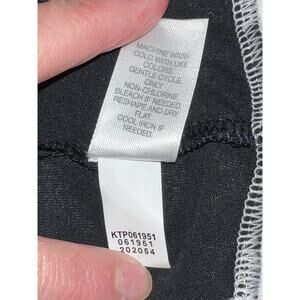 MACHINE WASH
COLD WITH LIKE
COLORS
GENTLE CYCLE.
ONLY
NON-CHLORINE
BLEACH IF NEEDED.
RESHAPE AND DRY
FLAT.
COOL IRON IF
NEEDED.
KTP061951
061951
202054